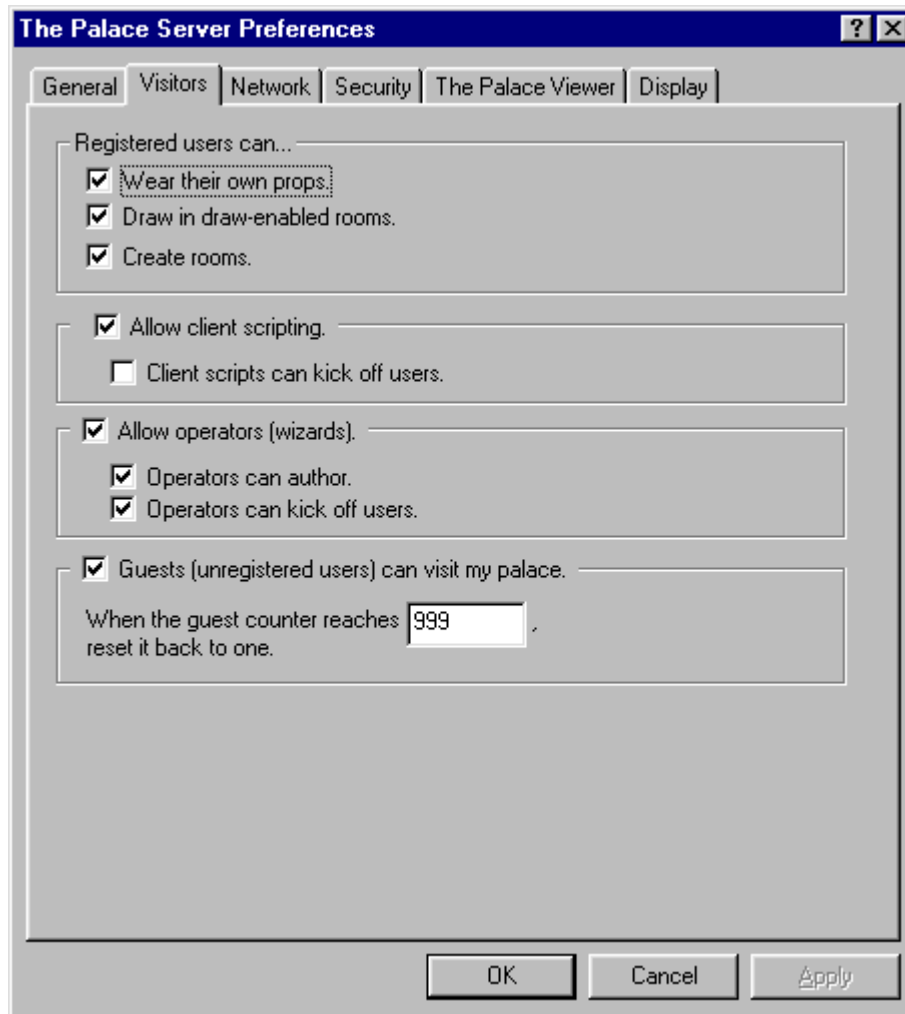 The Palace Server Preferences
General Visitors Network Security The Palace Viewer Display
Registered users can...
Wear their own props.
Draw in draw-enabled rooms.
Create rooms.
Allow client scripting.
Client scripts can kick off users.
Allow operators (wizards).
Operators can author.
Operators can kick off users.
Guests (unregistered users) can visit my palace.
When the guest counter reaches 999 ,
reset it back to one.
OK Cancel Apply